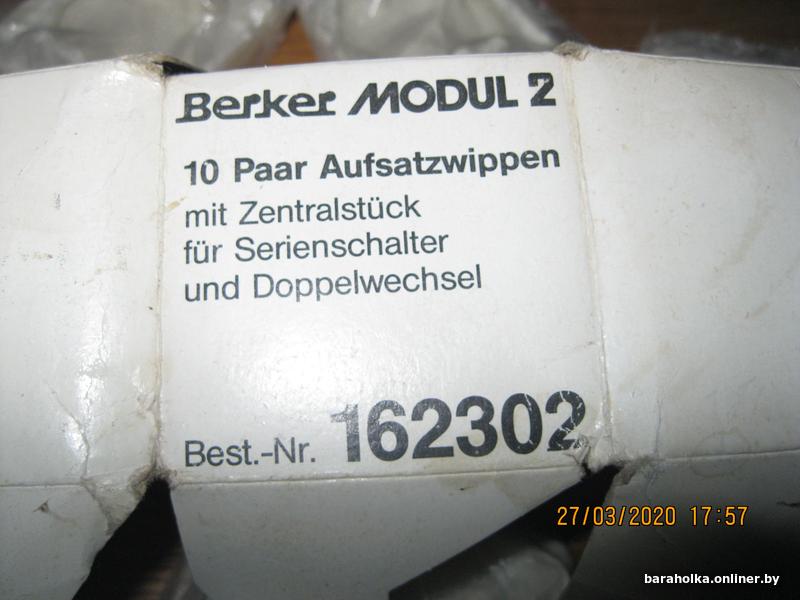 Berker MODUL 2
10 Paar Aufsatzwippen
mit Zentralstück
für Serienschalter
und Doppelwechsel
Best.-Nr. 162302
27/03/2020 17:57
baraholka.onliner.by